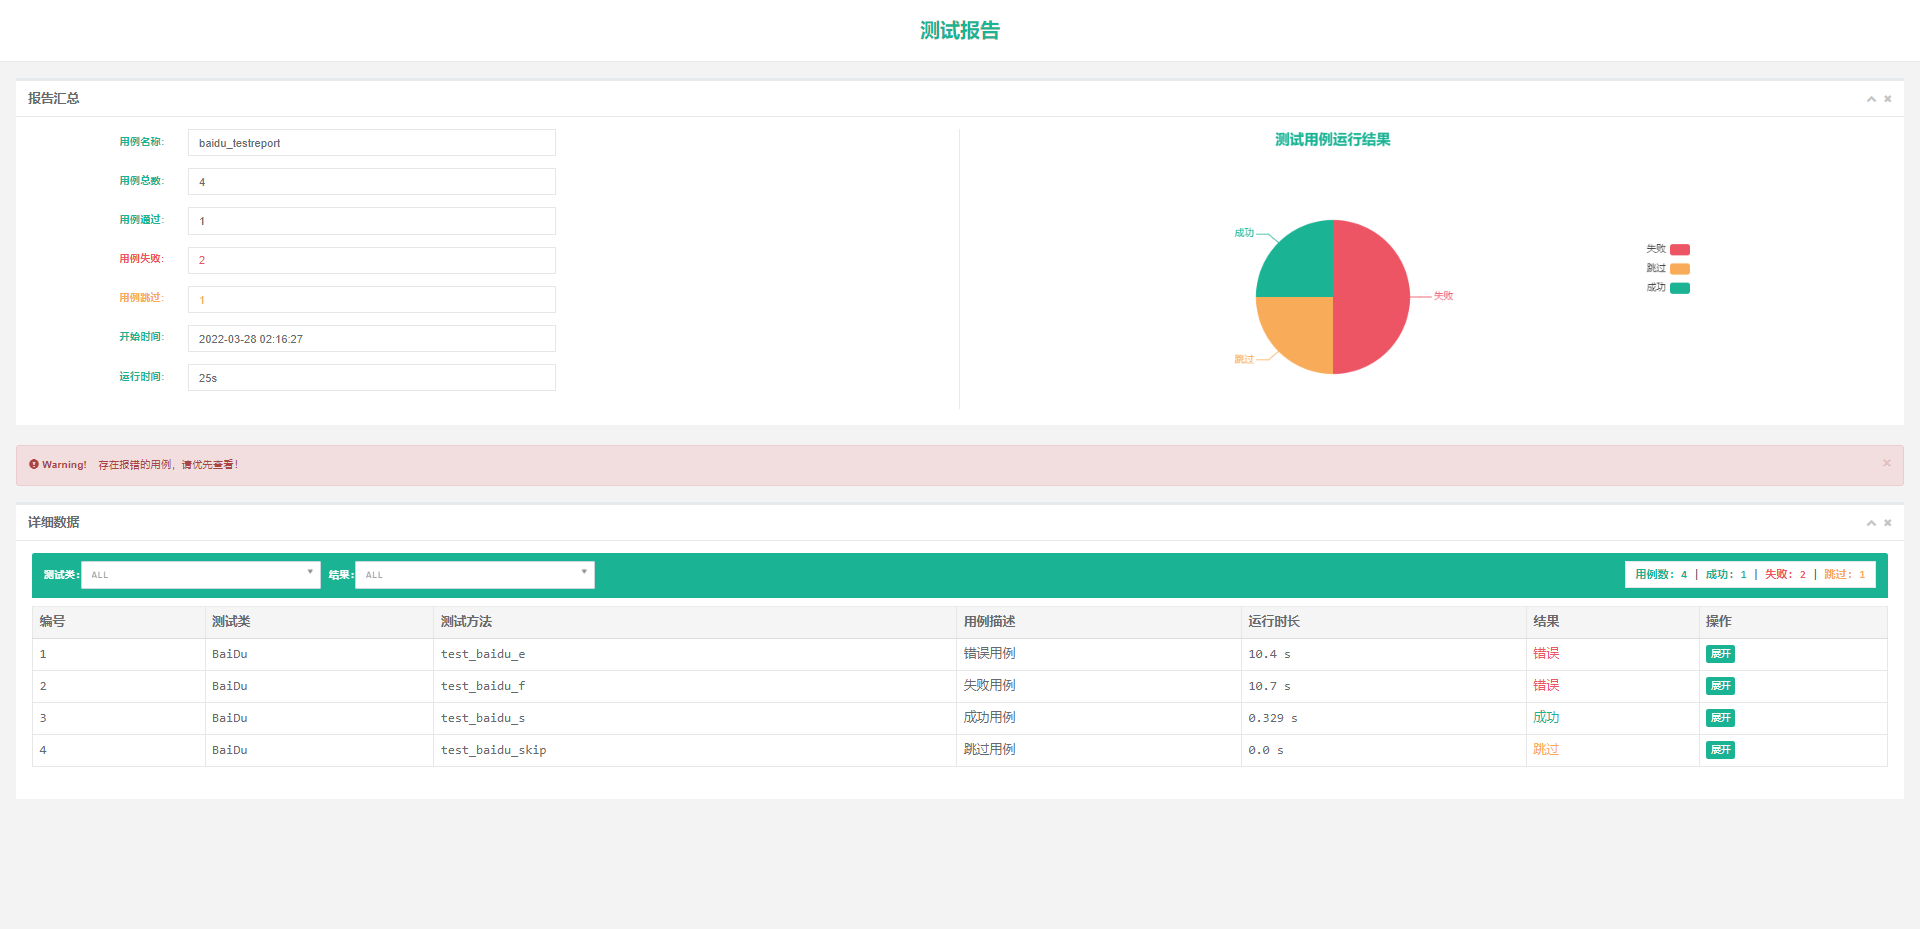 测试报告
报告汇总
用例名称: baidu_testreport
用例总数: 4
用例通过: 1
用例失败: 2
用例跳过: 1
开始时间: 2022-03-28 02:16:27
运行时间: 25s
测试用例运行结果
成功
失败
跳过
失败
跳过
成功
Warning! 存在报错的用例，请优先查看！
详细数据
测试类: ALL 结果: ALL 用例数: 4 | 成功: 1 | 失败: 2 | 跳过: 1
编号 测试类 测试方法 用例描述 运行时长 结果 操作
1 BaiDu test_baidu_e 错误用例 10.4 s 错误 展开
2 BaiDu test_baidu_f 失败用例 10.7 s 错误 展开
3 BaiDu test_baidu_s 成功用例 0.329 s 成功 展开
4 BaiDu test_baidu_skip 跳过用例 0.0 s 跳过 展开